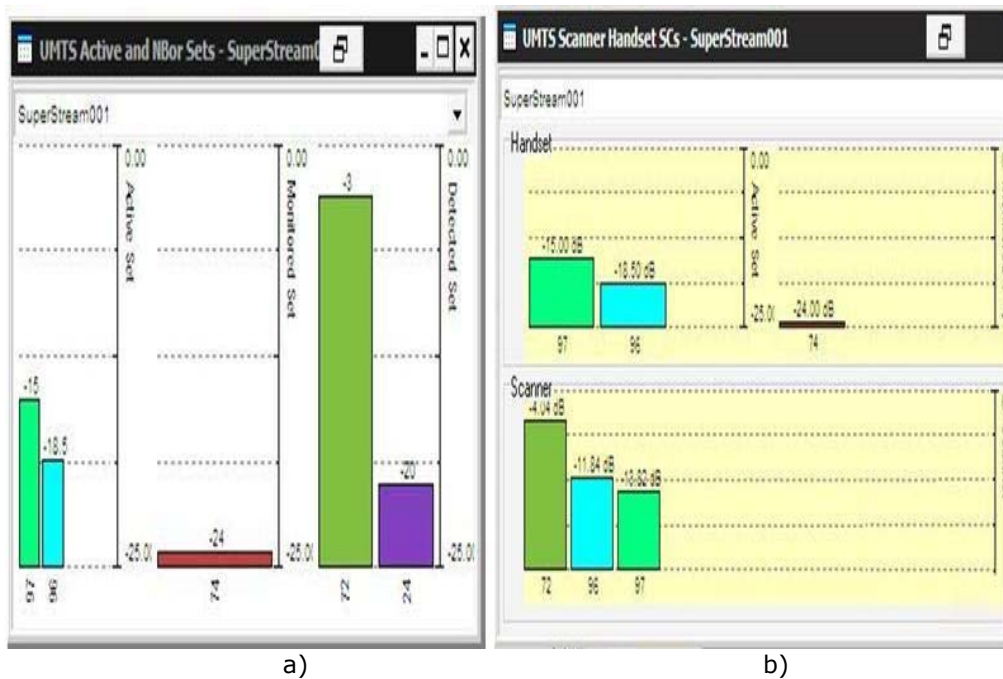 UMTS Active and NBor Sets - SuperStream0
SuperStream001
0.00
Active Set
-25.0
-15
-18.5
97
96
0.00
Monitored Set
-25.0
-24
74
0.00
Detected Set
-25.0
-3
-20
72
24
a)
UMTS Scanner Handset SCs - SuperStream001
SuperStream001
Handset
0.00
Active Set
-25.0
-15.00 dB
-18.50 dB
97
96
-24.00 dB
74
Scanner
-4.04 dB
-11.84 dB
72
96
97
b)